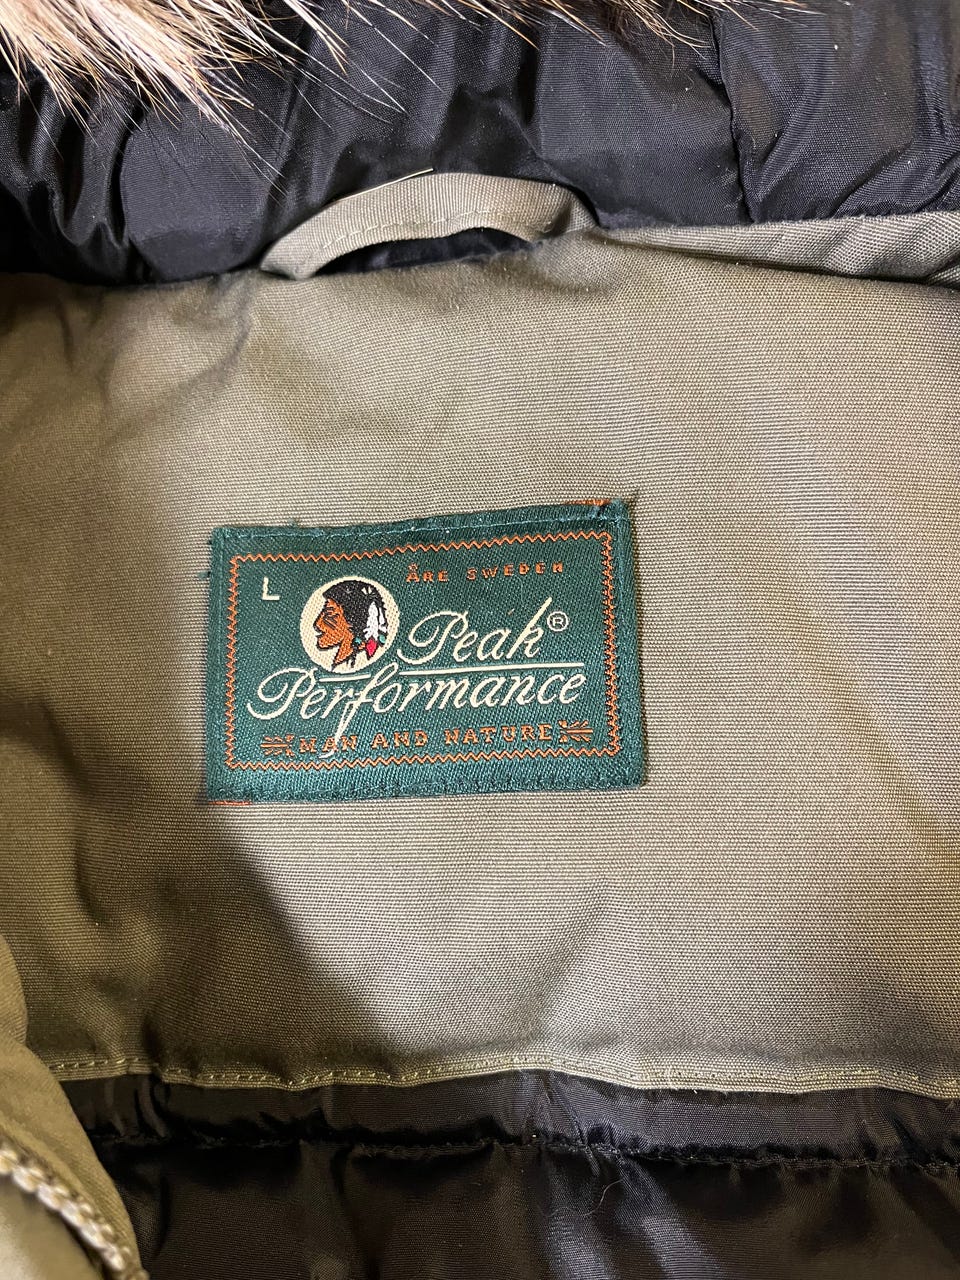 ÅRE SWEDEN
L
Peak®
Performance
MAN AND NATURE